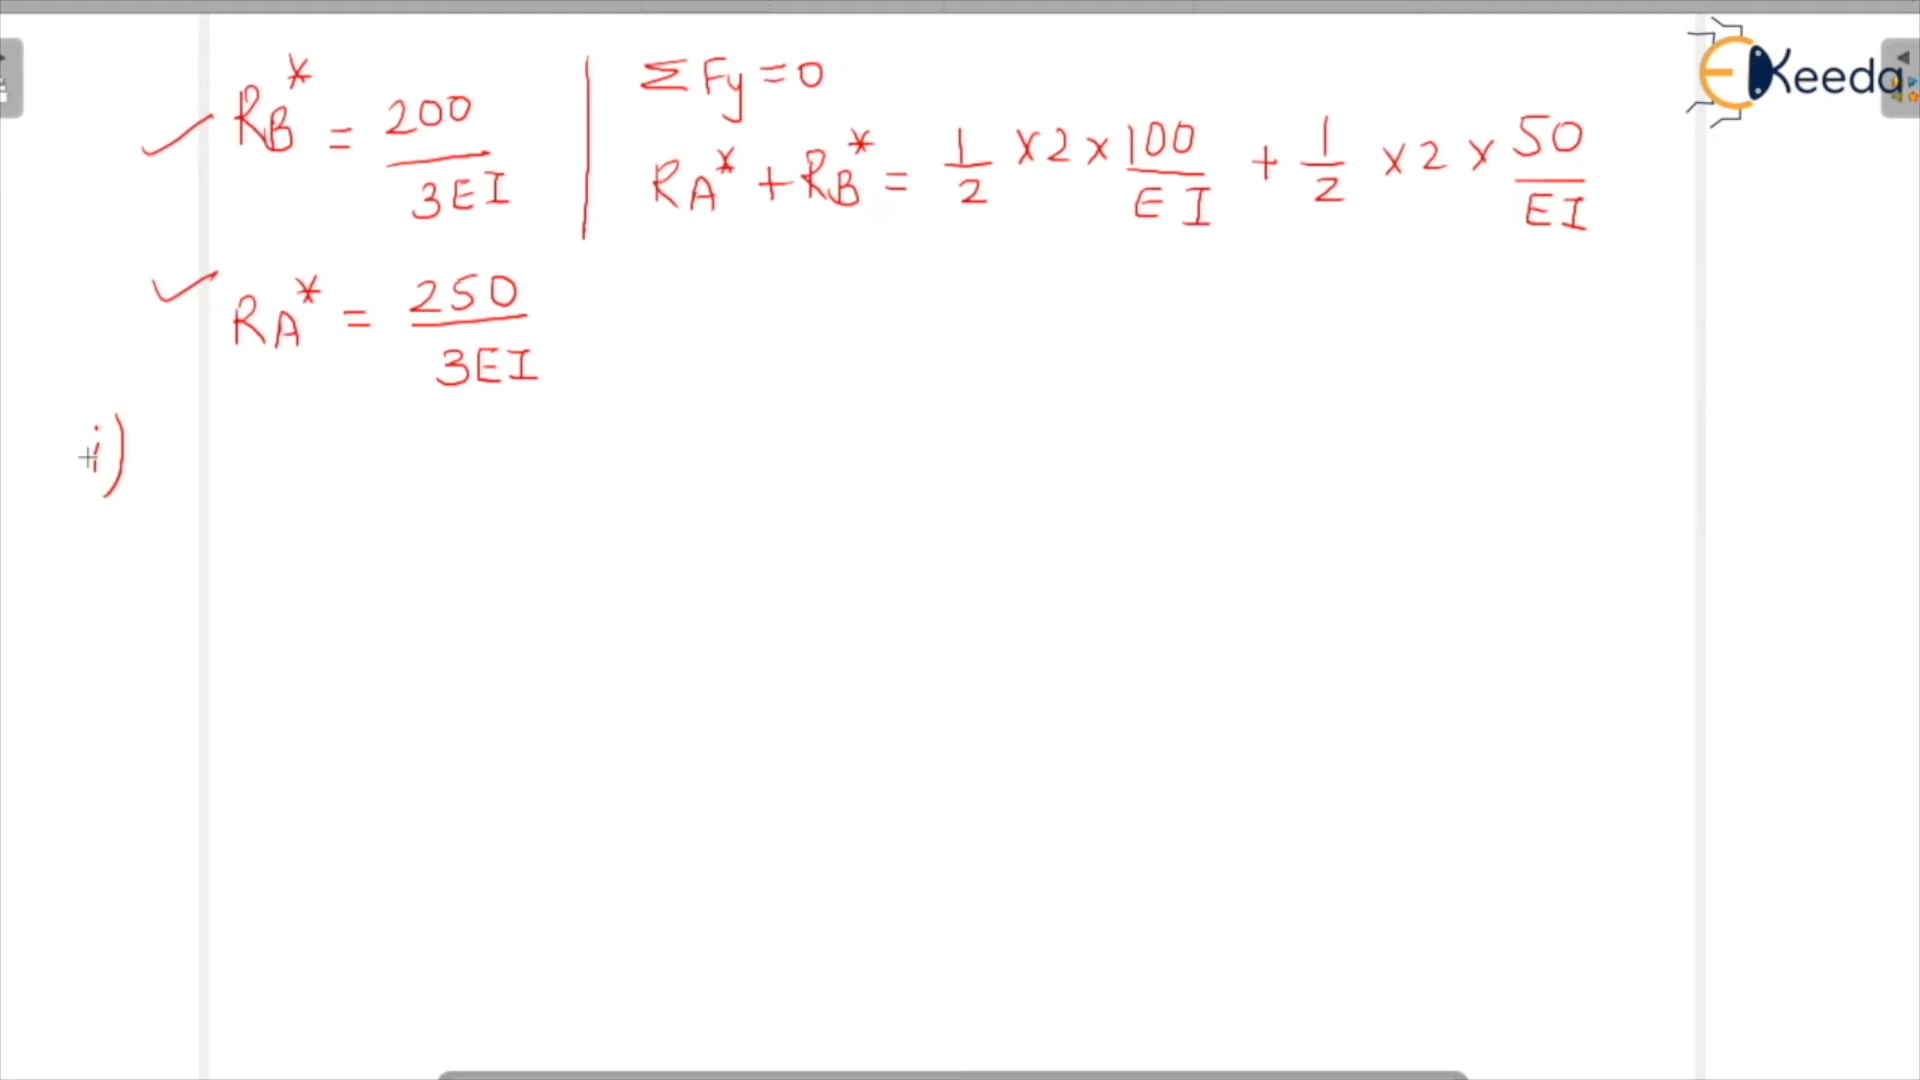 RB* = 200/3EI
ΣFy = 0
RA* + RB* = 1/2 × 2 × 100/EI + 1/2 × 2 × 50/EI
RA* = 250/3EI
i)
EKeeda